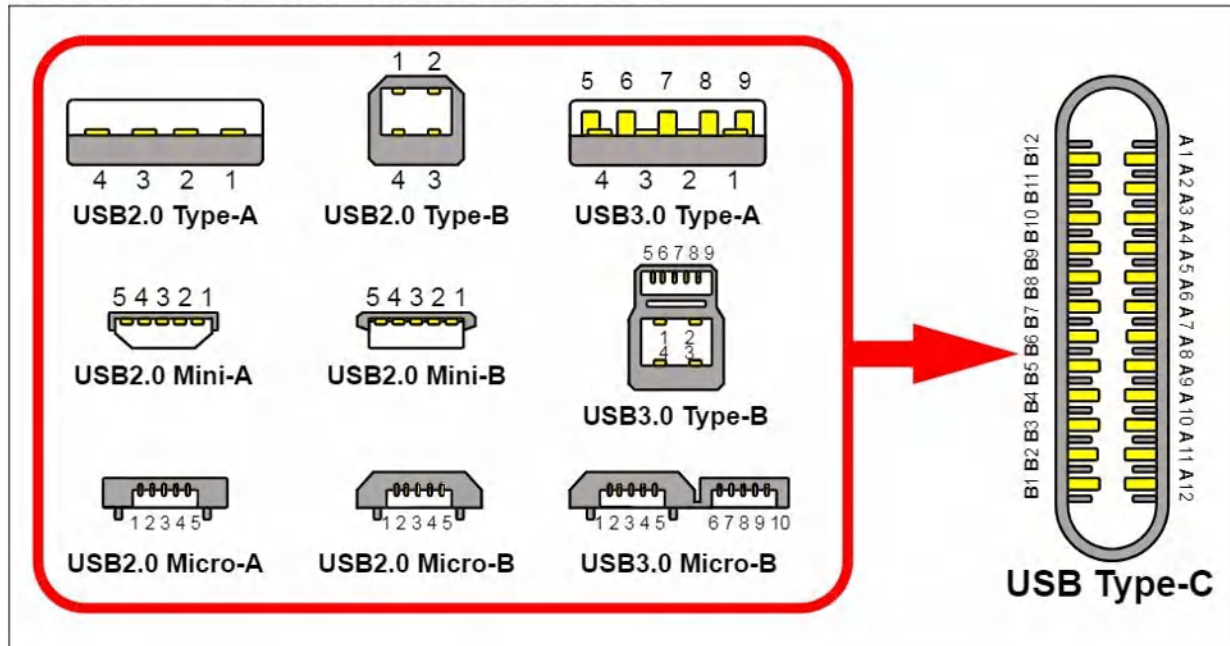 1 2
5 6 7 8 9
4 3 2 1
4 3
4 3 2 1
USB2.0 Type-A
USB2.0 Type-B
USB3.0 Type-A
5 4 3 2 1
5 4 3 2 1
5 6 7 8 9
1 2
4 3
USB2.0 Mini-A
USB2.0 Mini-B
USB3.0 Type-B
1 2 3 4 5
1 2 3 4 5
1 2 3 4 5
6 7 8 9 10
USB2.0 Micro-A
USB2.0 Micro-B
USB3.0 Micro-B
B1 B2 B3 B4 B5 B6 B7 B8 B9 B10 B11 B12
A1 A2 A3 A4 A5 A6 A7 A8 A9 A10 A11 A12
USB Type-C